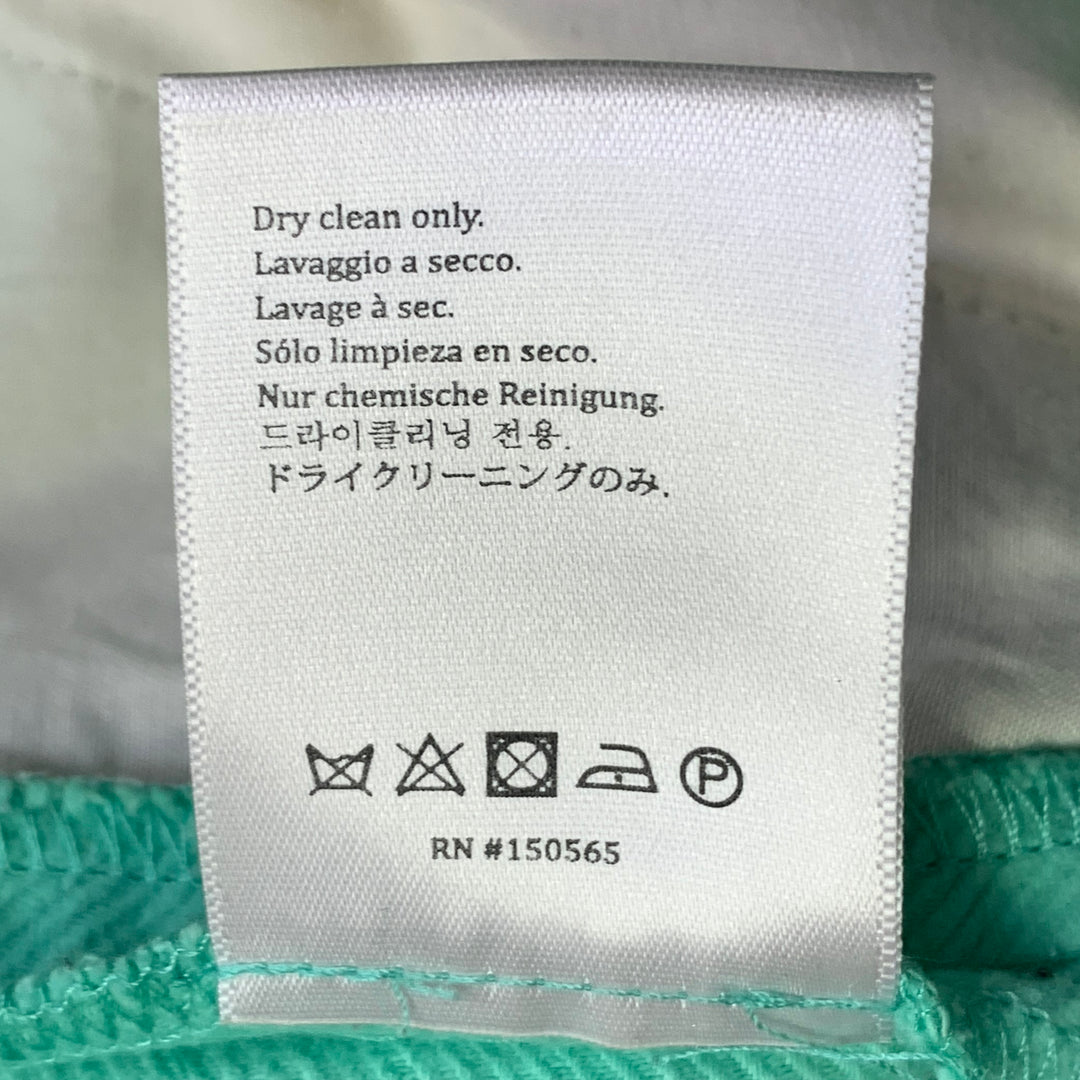 Dry clean only.
Lavaggio a secco.
Lavage à sec.
Sólo limpieza en seco.
Nur chemische Reinigung.
드라이클리닝 전용.
ドライクリーニングのみ.
P
RN #150565